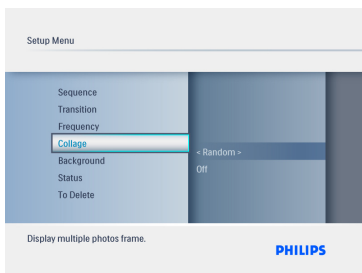 Setup Menu
Sequence
Transition
Frequency
Collage
Background
Status
To Delete
< Random >
Off
Display multiple photos frame.
PHILIPS